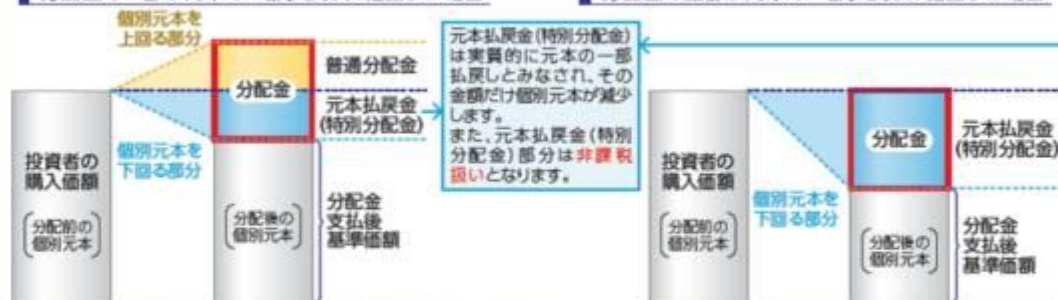 個別元本を
上回る部分
分配金
普通分配金
元本払戻金
(特別分配金)
個別元本を
下回る部分
投資者の
購入価額
(分配前の
個別元本)
(分配後の
個別元本)
分配金
支払後
基準価額
元本払戻金(特別分配金)
は実質的に元本の一部
払戻しとみなされ、その
金額だけ個別元本が減少
します。
また、元本払戻金(特別
分配金)部分は非課税
扱いとなります。
投資者の
購入価額
(分配前の
個別元本)
個別元本を
下回る部分
分配金
元本払戻金
(特別分配金)
(分配後の
個別元本)
分配金
支払後
基準価額